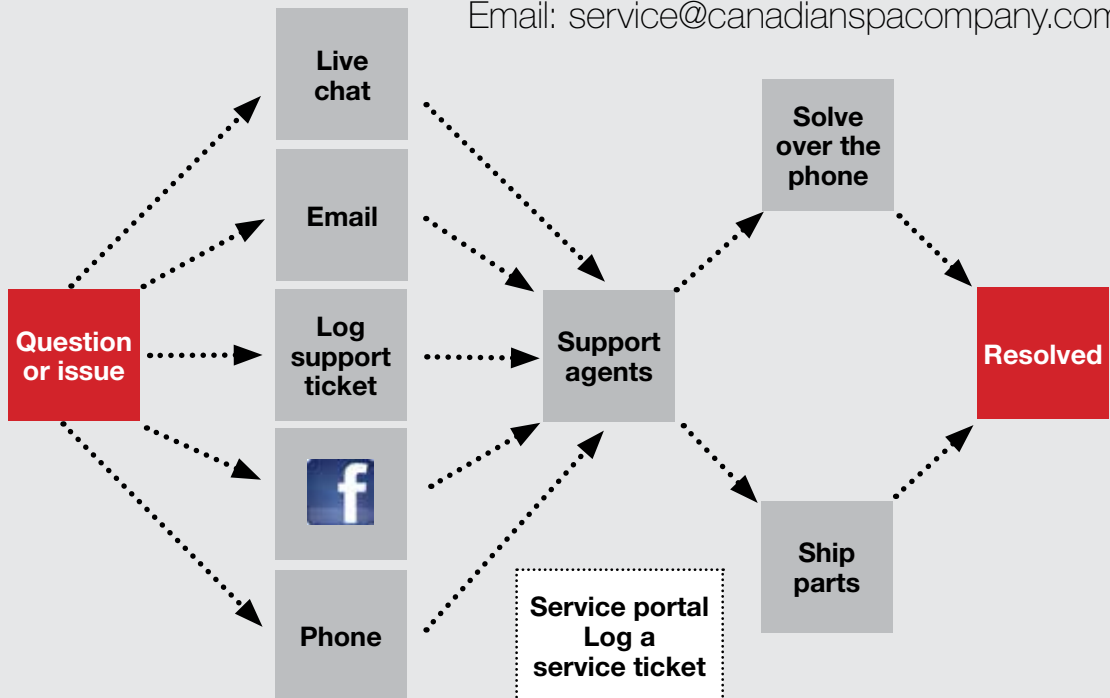 Email: service@canadianspacompany.com
Live
chat
Email
Question
or issue
Log
support
ticket
f
Phone
Support
agents
Service portal
Log a
service ticket
Solve
over the
phone
Ship
parts
Resolved